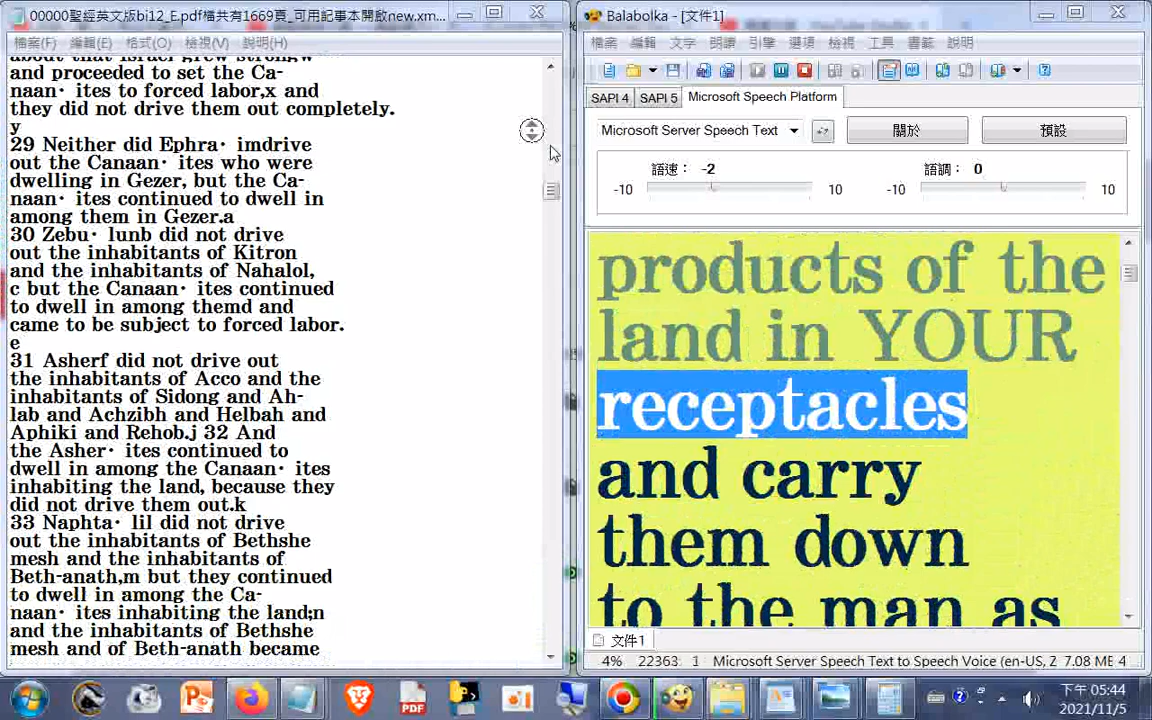 00000聖經英文版bi12_E.pdf檔共有1669頁_可用記事本開啟new.xm...
檔案(F) 編輯(E) 格式(O) 檢視(V) 說明(H)
about that Israel grew strongw
and proceeded to set the Ca-
naan· ites to forced labor,x and
they did not drive them out completely.
y
29 Neither did Ephra· imdrive
out the Canaan· ites who were
dwelling in Gezer, but the Ca-
naan· ites continued to dwell in
among them in Gezer.a
30 Zebu· lunb did not drive
out the inhabitants of Kitron
and the inhabitants of Nahalol,
c but the Canaan· ites continued
to dwell in among themd and
came to be subject to forced labor.
e
31 Asherf did not drive out
the inhabitants of Acco and the
inhabitants of Sidong and Ah-
lab and Achzibh and Helbah and
Aphiki and Rehob.j 32 And
the Asher· ites continued to
dwell in among the Canaan· ites
inhabiting the land, because they
did not drive them out.k
33 Naphta· lil did not drive
out the inhabitants of Bethshe
mesh and the inhabitants of
Beth-anath,m but they continued
to dwell in among the Ca-
naan· ites inhabiting the land;n
and the inhabitants of Bethshe
mesh and of Beth-anath became
Balabolka - [文件1]
檔案 編輯 文字 朗讀 引擎 選項 檢視 工具 書籤 說明
SAPI 4 SAPI 5 Microsoft Speech Platform
Microsoft Server Speech Text 關於 預設
語速： -2 語調： 0
-10 10 -10 10
products of the
land in YOUR
receptacles
and carry
them down
to the man as
文件1
4% 22363: 1 Microsoft Server Speech Text to Speech Voice (en-US, 2 7.08 ME 4
PDF
下午 05:44
2021/11/5